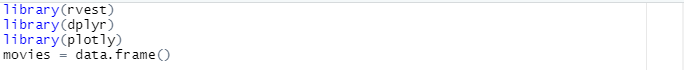 library(rvest)
library(dplyr)
library(plotly)
movies = data.frame()